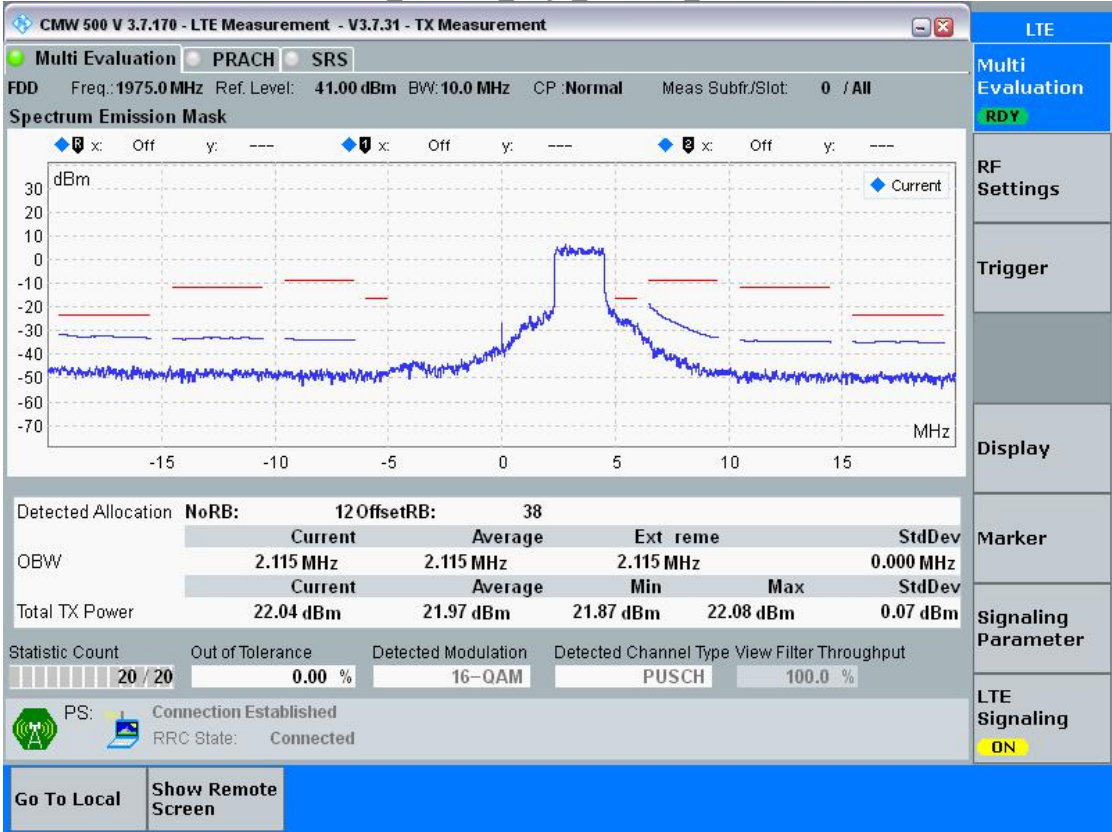 CMW 500 V 3.7.170 - LTE Measurement - V3.7.31 - TX Measurement
LTE
Multi Evaluation PRACH SRS
Multi
Evaluation
RDY
FDD Freq.: 1975.0 MHz Ref. Level: 41.00 dBm BW: 10.0 MHz CP : Normal Meas Subfr./Slot: 0 / All
Spectrum Emission Mask
R x: Off y: --- 1 x: Off y: --- 2 x: Off y: ---
dBm
Current
30
20
10
0
-10
-20
-30
-40
-50
-60
-70
MHz
-15 -10 -5 0 5 10 15
RF
Settings
Trigger
Display
Marker
Signaling
Parameter
LTE
Signaling
ON
Detected Allocation NoRB: 12 OffsetRB: 38
Current Average Ext reme StdDev
OBW 2.115 MHz 2.115 MHz 2.115 MHz 0.000 MHz
Current Average Min Max StdDev
Total TX Power 22.04 dBm 21.97 dBm 21.87 dBm 22.08 dBm 0.07 dBm
Statistic Count Out of Tolerance Detected Modulation Detected Channel Type View Filter Throughput
20 / 20 0.00 % 16-QAM PUSCH 100.0 %
PS: Connection Established
RRC State: Connected
Go To Local
Show Remote
Screen